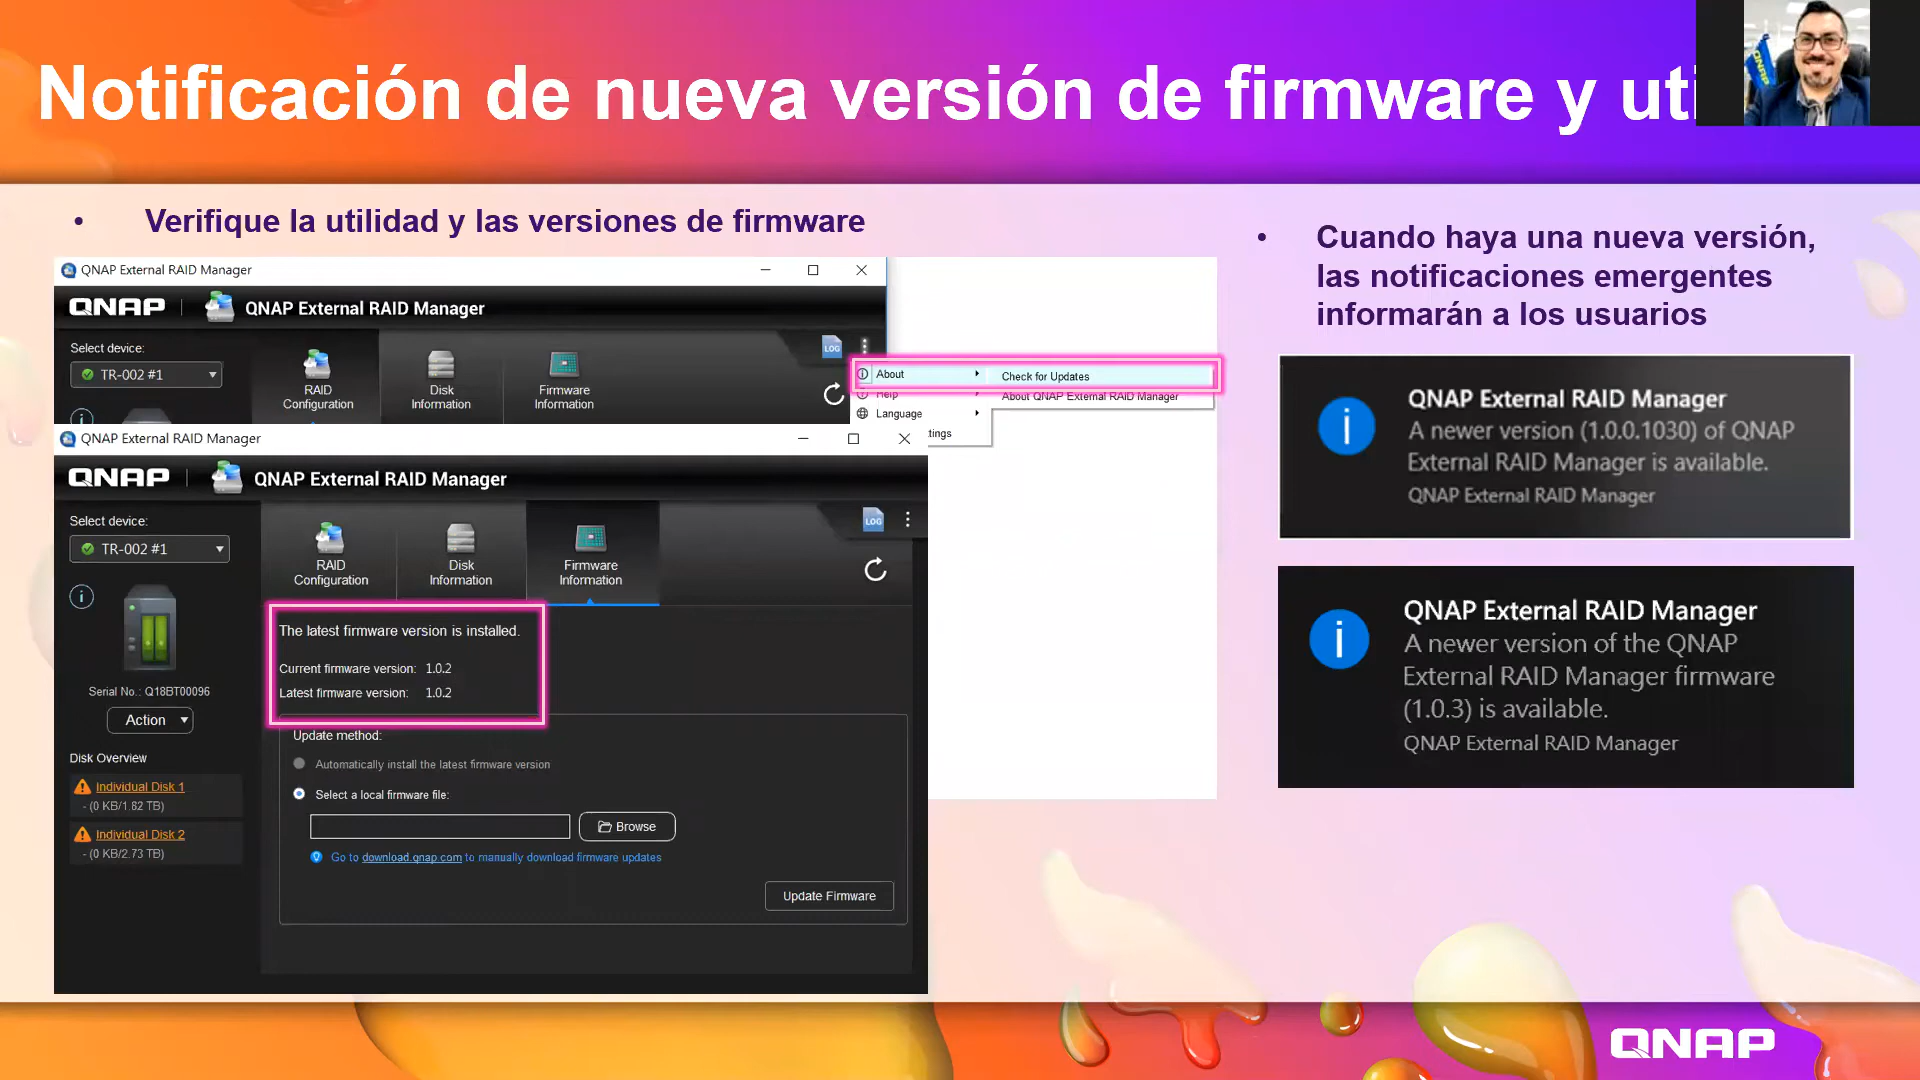 Notificación de nueva versión de firmware y uti
• Verifique la utilidad y las versiones de firmware
QNAP External RAID Manager
QNAP QNAP External RAID Manager
Select device:
TR-002 #1
RAID
Configuration
Disk
Information
Firmware
Information
LOG
About
Check for Updates
Help
About QNAP External RAID Manager
Language
tings
QNAP External RAID Manager
QNAP QNAP External RAID Manager
Select device:
TR-002 #1
RAID
Configuration
Disk
Information
Firmware
Information
LOG
The latest firmware version is installed.
Current firmware version: 1.0.2
Latest firmware version: 1.0.2
Serial No.: Q18BT00096
Action
Disk Overview
Individual Disk 1
- (0 KB/1.82 TB)
Individual Disk 2
- (0 KB/2.73 TB)
Update method:
Automatically install the latest firmware version
Select a local firmware file:
Browse
Go to download.qnap.com to manually download firmware updates
Update Firmware
• Cuando haya una nueva versión,
las notificaciones emergentes
informarán a los usuarios
QNAP External RAID Manager
A newer version (1.0.0.1030) of QNAP
External RAID Manager is available.
QNAP External RAID Manager
QNAP External RAID Manager
A newer version of the QNAP
External RAID Manager firmware
(1.0.3) is available.
QNAP External RAID Manager
QNAP
QNAP